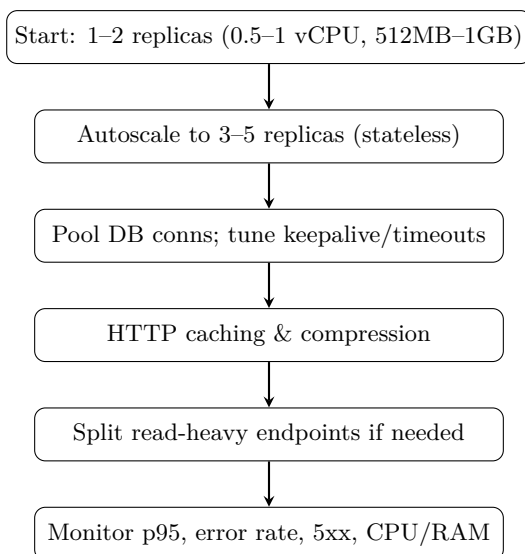 Start: 1–2 replicas (0.5–1 vCPU, 512MB–1GB)
Autoscale to 3–5 replicas (stateless)
Pool DB conns; tune keepalive/timeouts
HTTP caching & compression
Split read-heavy endpoints if needed
Monitor p95, error rate, 5xx, CPU/RAM